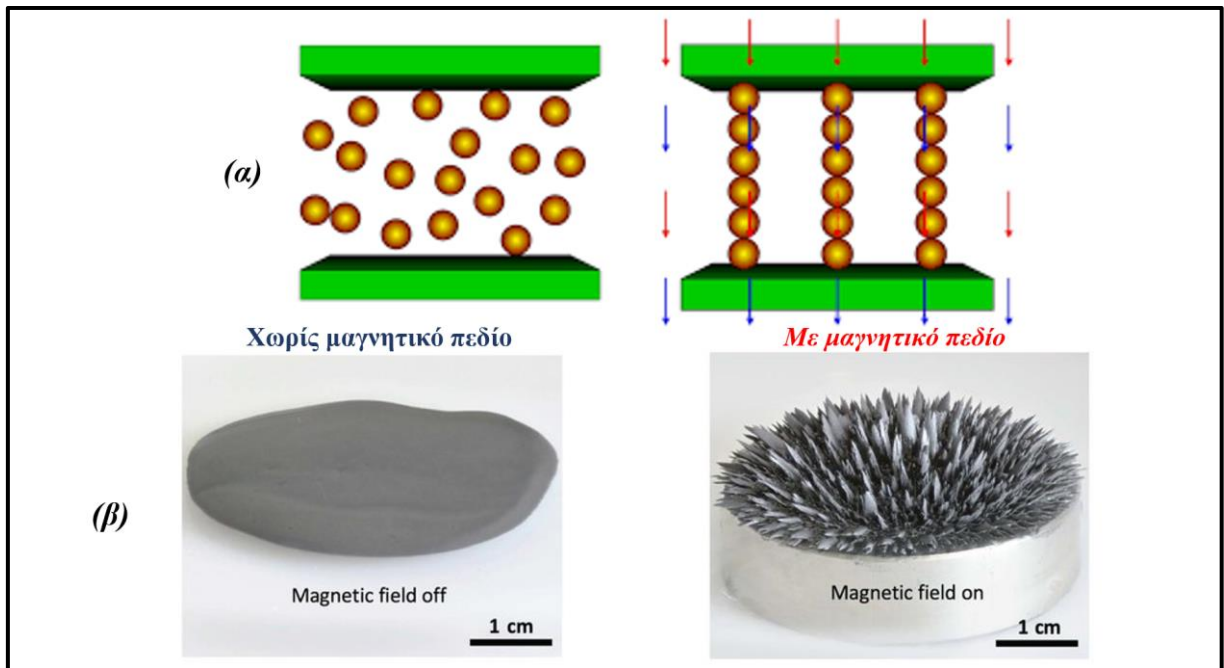 (α)
Χωρίς μαγνητικό πεδίο
Με μαγνητικό πεδίο
(β)
Magnetic field off
1 cm
Magnetic field on
1 cm